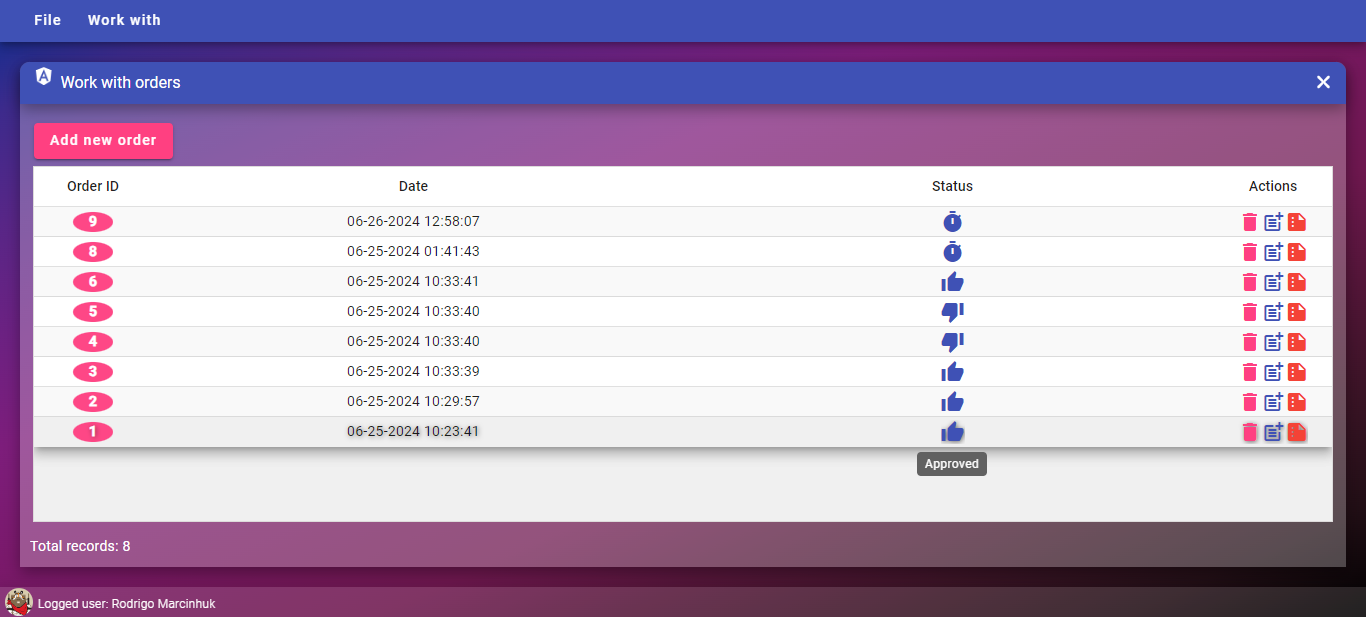 File Work with
Work with orders
Add new order
Order ID Date Status Actions
9 06-26-2024 12:58:07
8 06-25-2024 01:41:43
6 06-25-2024 10:33:41
5 06-25-2024 10:33:40
4 06-25-2024 10:33:40
3 06-25-2024 10:33:39
2 06-25-2024 10:29:57
1 06-25-2024 10:23:41
Approved
Total records: 8
Logged user: Rodrigo Marcinhuk